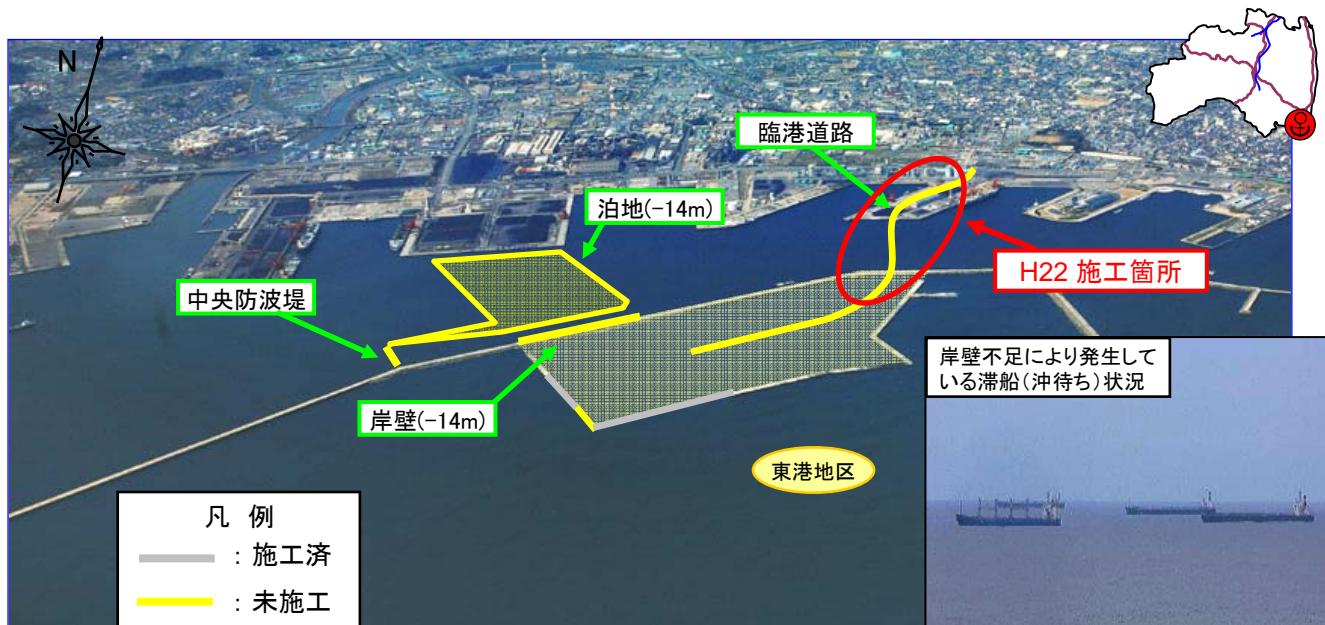 N
臨港道路
泊地(-14m)
H22 施工箇所
中央防波堤
岸壁不足により発生して
いる滞船(沖待ち)状況
岸壁(-14m)
東港地区
凡 例
: 施工済
: 未施工